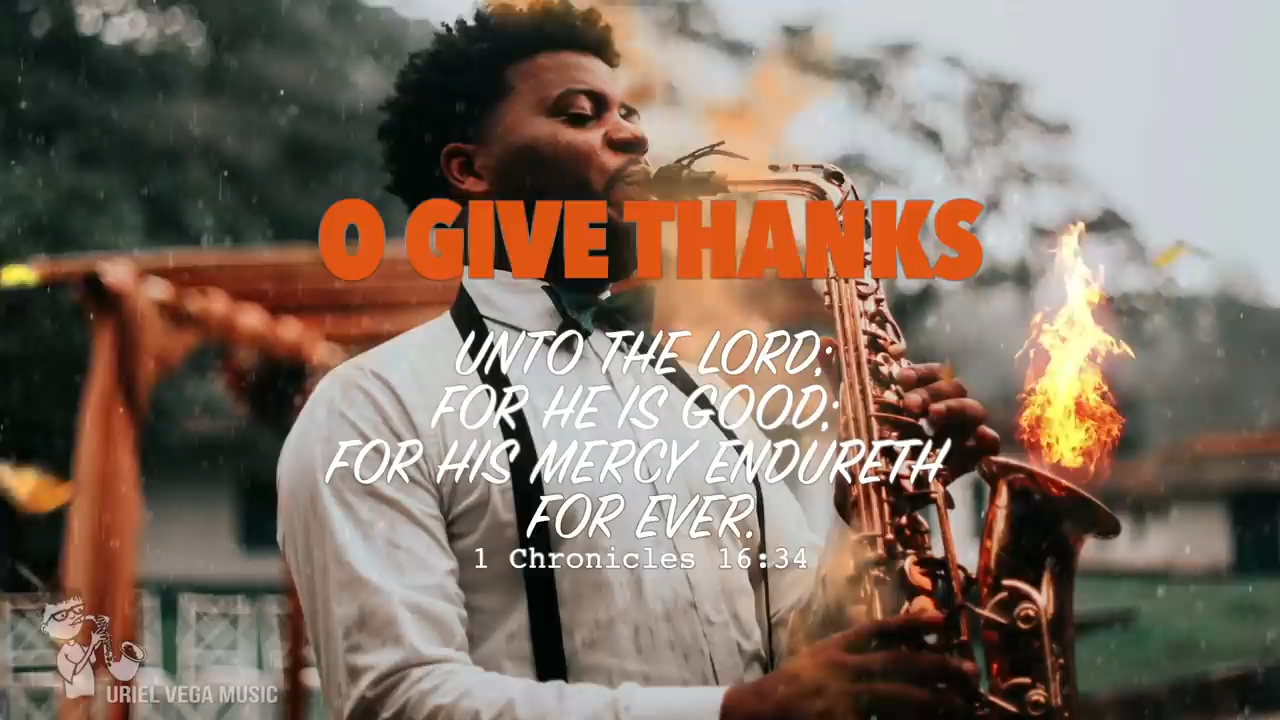 O GIVE THANKS
UNTO THE LORD;
FOR HE IS GOOD;
FOR HIS MERCY ENDURETH
FOR EVER.
1 Chronicles 16:34
URIEL VEGA MUSIC